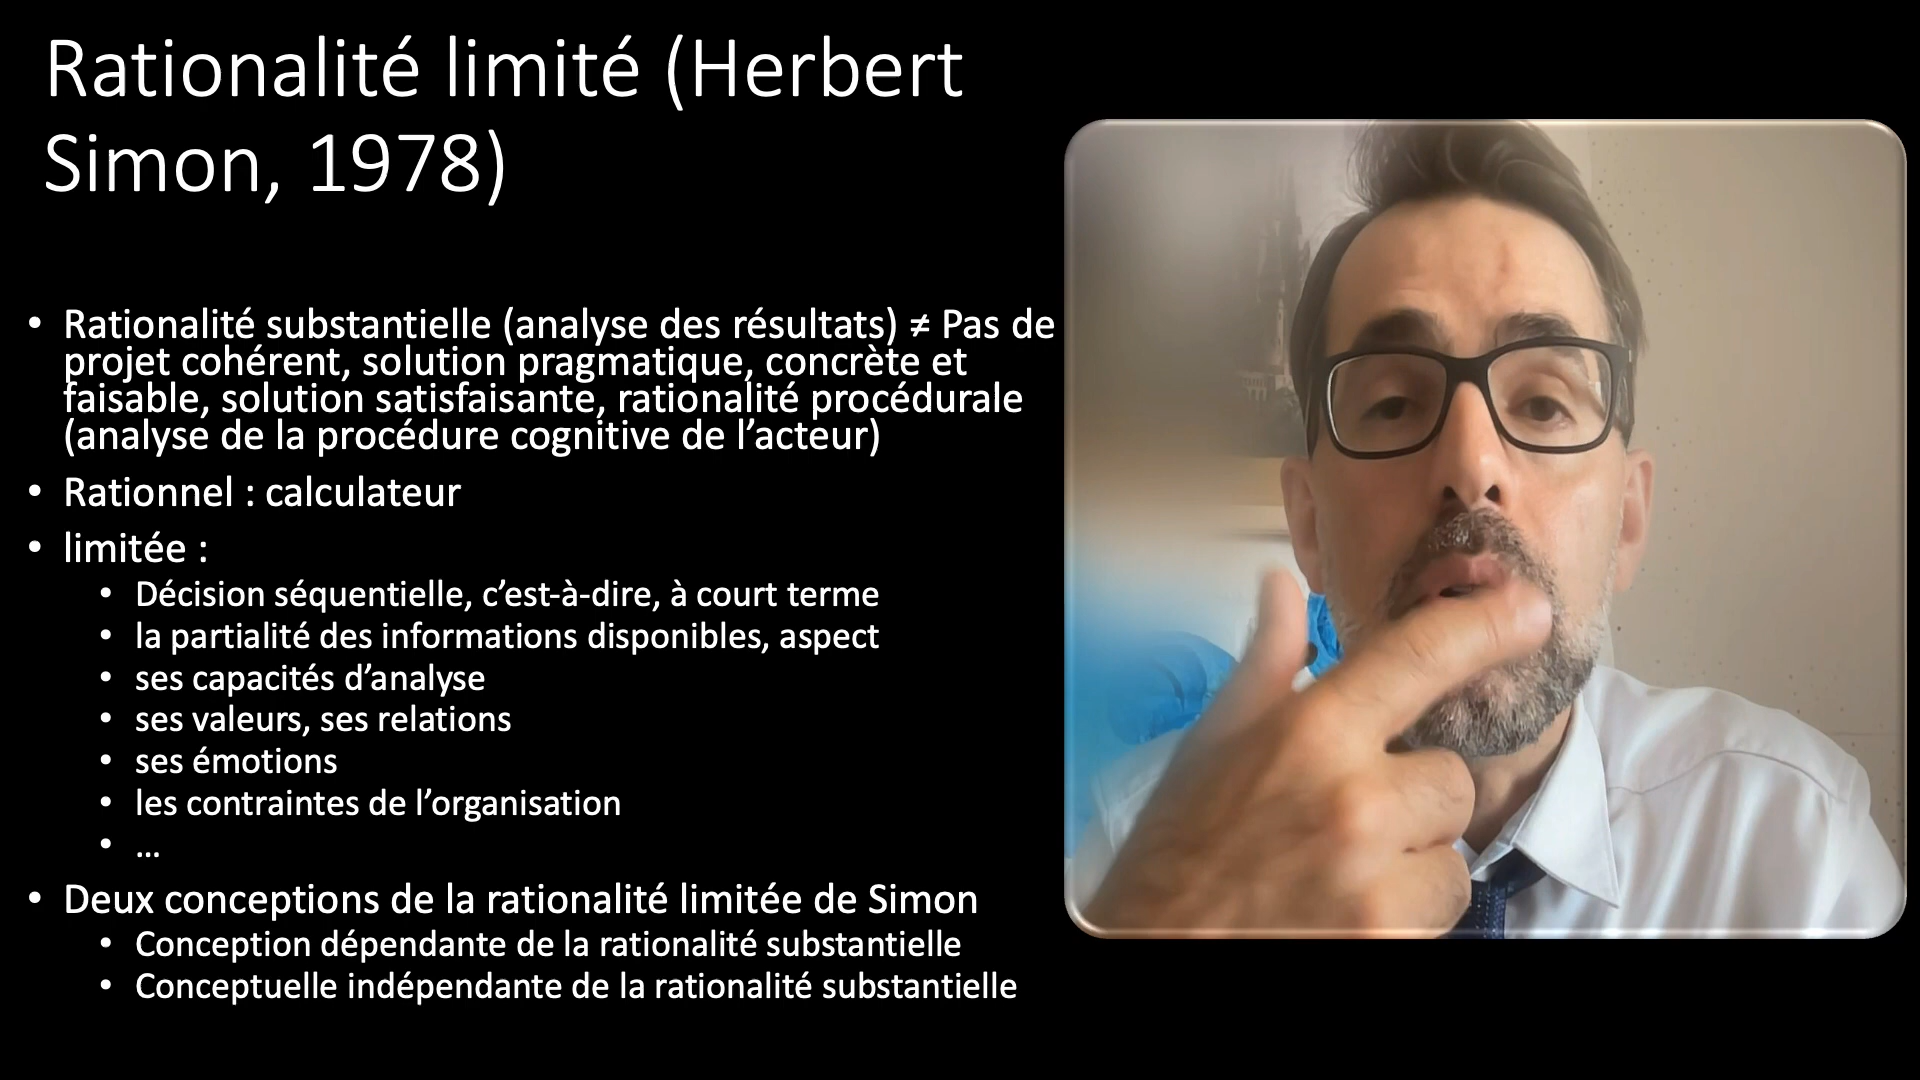 Rationalité limité (Herbert
Simon, 1978)
• Rationalité substantielle (analyse des résultats) ≠ Pas de
projet cohérent, solution pragmatique, concrète et
faisable, solution satisfaisante, rationalité procédurale
(analyse de la procédure cognitive de l’acteur)
• Rationnel : calculateur
• limitée :
• Décision séquentielle, c’est-à-dire, à court terme
• la partialité des informations disponibles, aspect
• ses capacités d’analyse
• ses valeurs, ses relations
• ses émotions
• les contraintes de l’organisation
• …
• Deux conceptions de la rationalité limitée de Simon
• Conception dépendante de la rationalité substantielle
• Conceptuelle indépendante de la rationalité substantielle